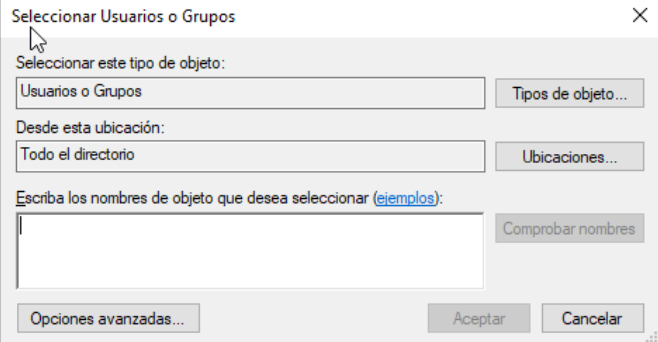 Seleccionar Usuarios o Grupos
Seleccionar este tipo de objeto:
Usuarios o Grupos
Tipos de objeto...
Desde esta ubicación:
Todo el directorio
Ubicaciones...
Escriba los nombres de objeto que desea seleccionar (ejemplos):
Comprobar nombres
Opciones avanzadas...
Aceptar
Cancelar